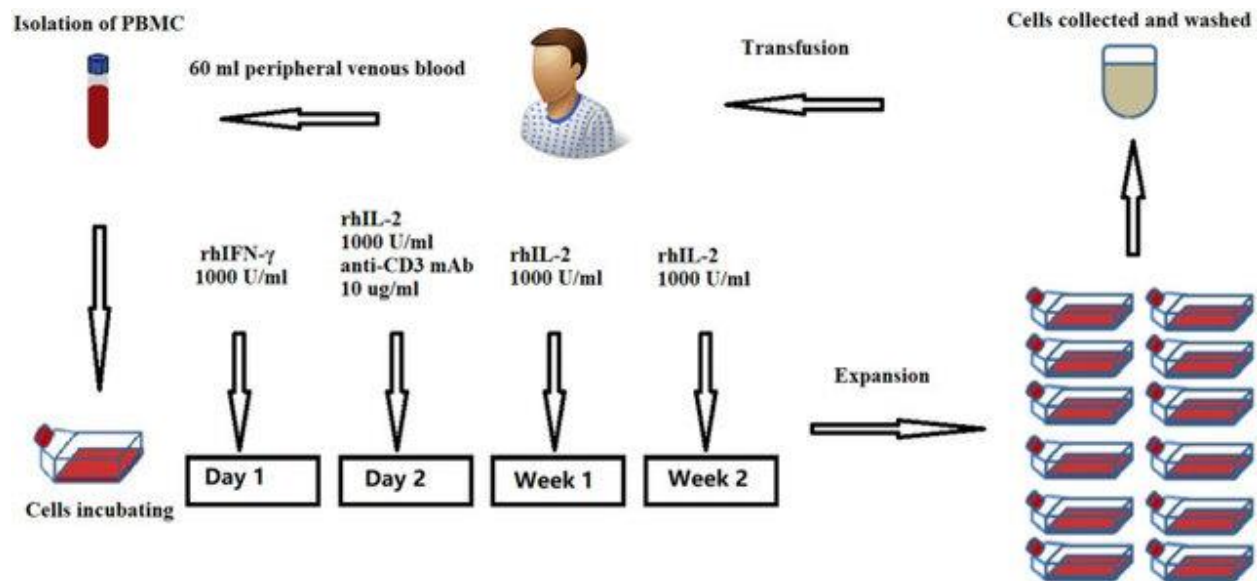 Isolation of PBMC
60 ml peripheral venous blood
Transfusion
Cells collected and washed
rhIFN-γ
1000 U/ml
rhIL-2
1000 U/ml
anti-CD3 mAb
10 ug/ml
rhIL-2
1000 U/ml
rhIL-2
1000 U/ml
Expansion
Cells incubating
Day 1
Day 2
Week 1
Week 2